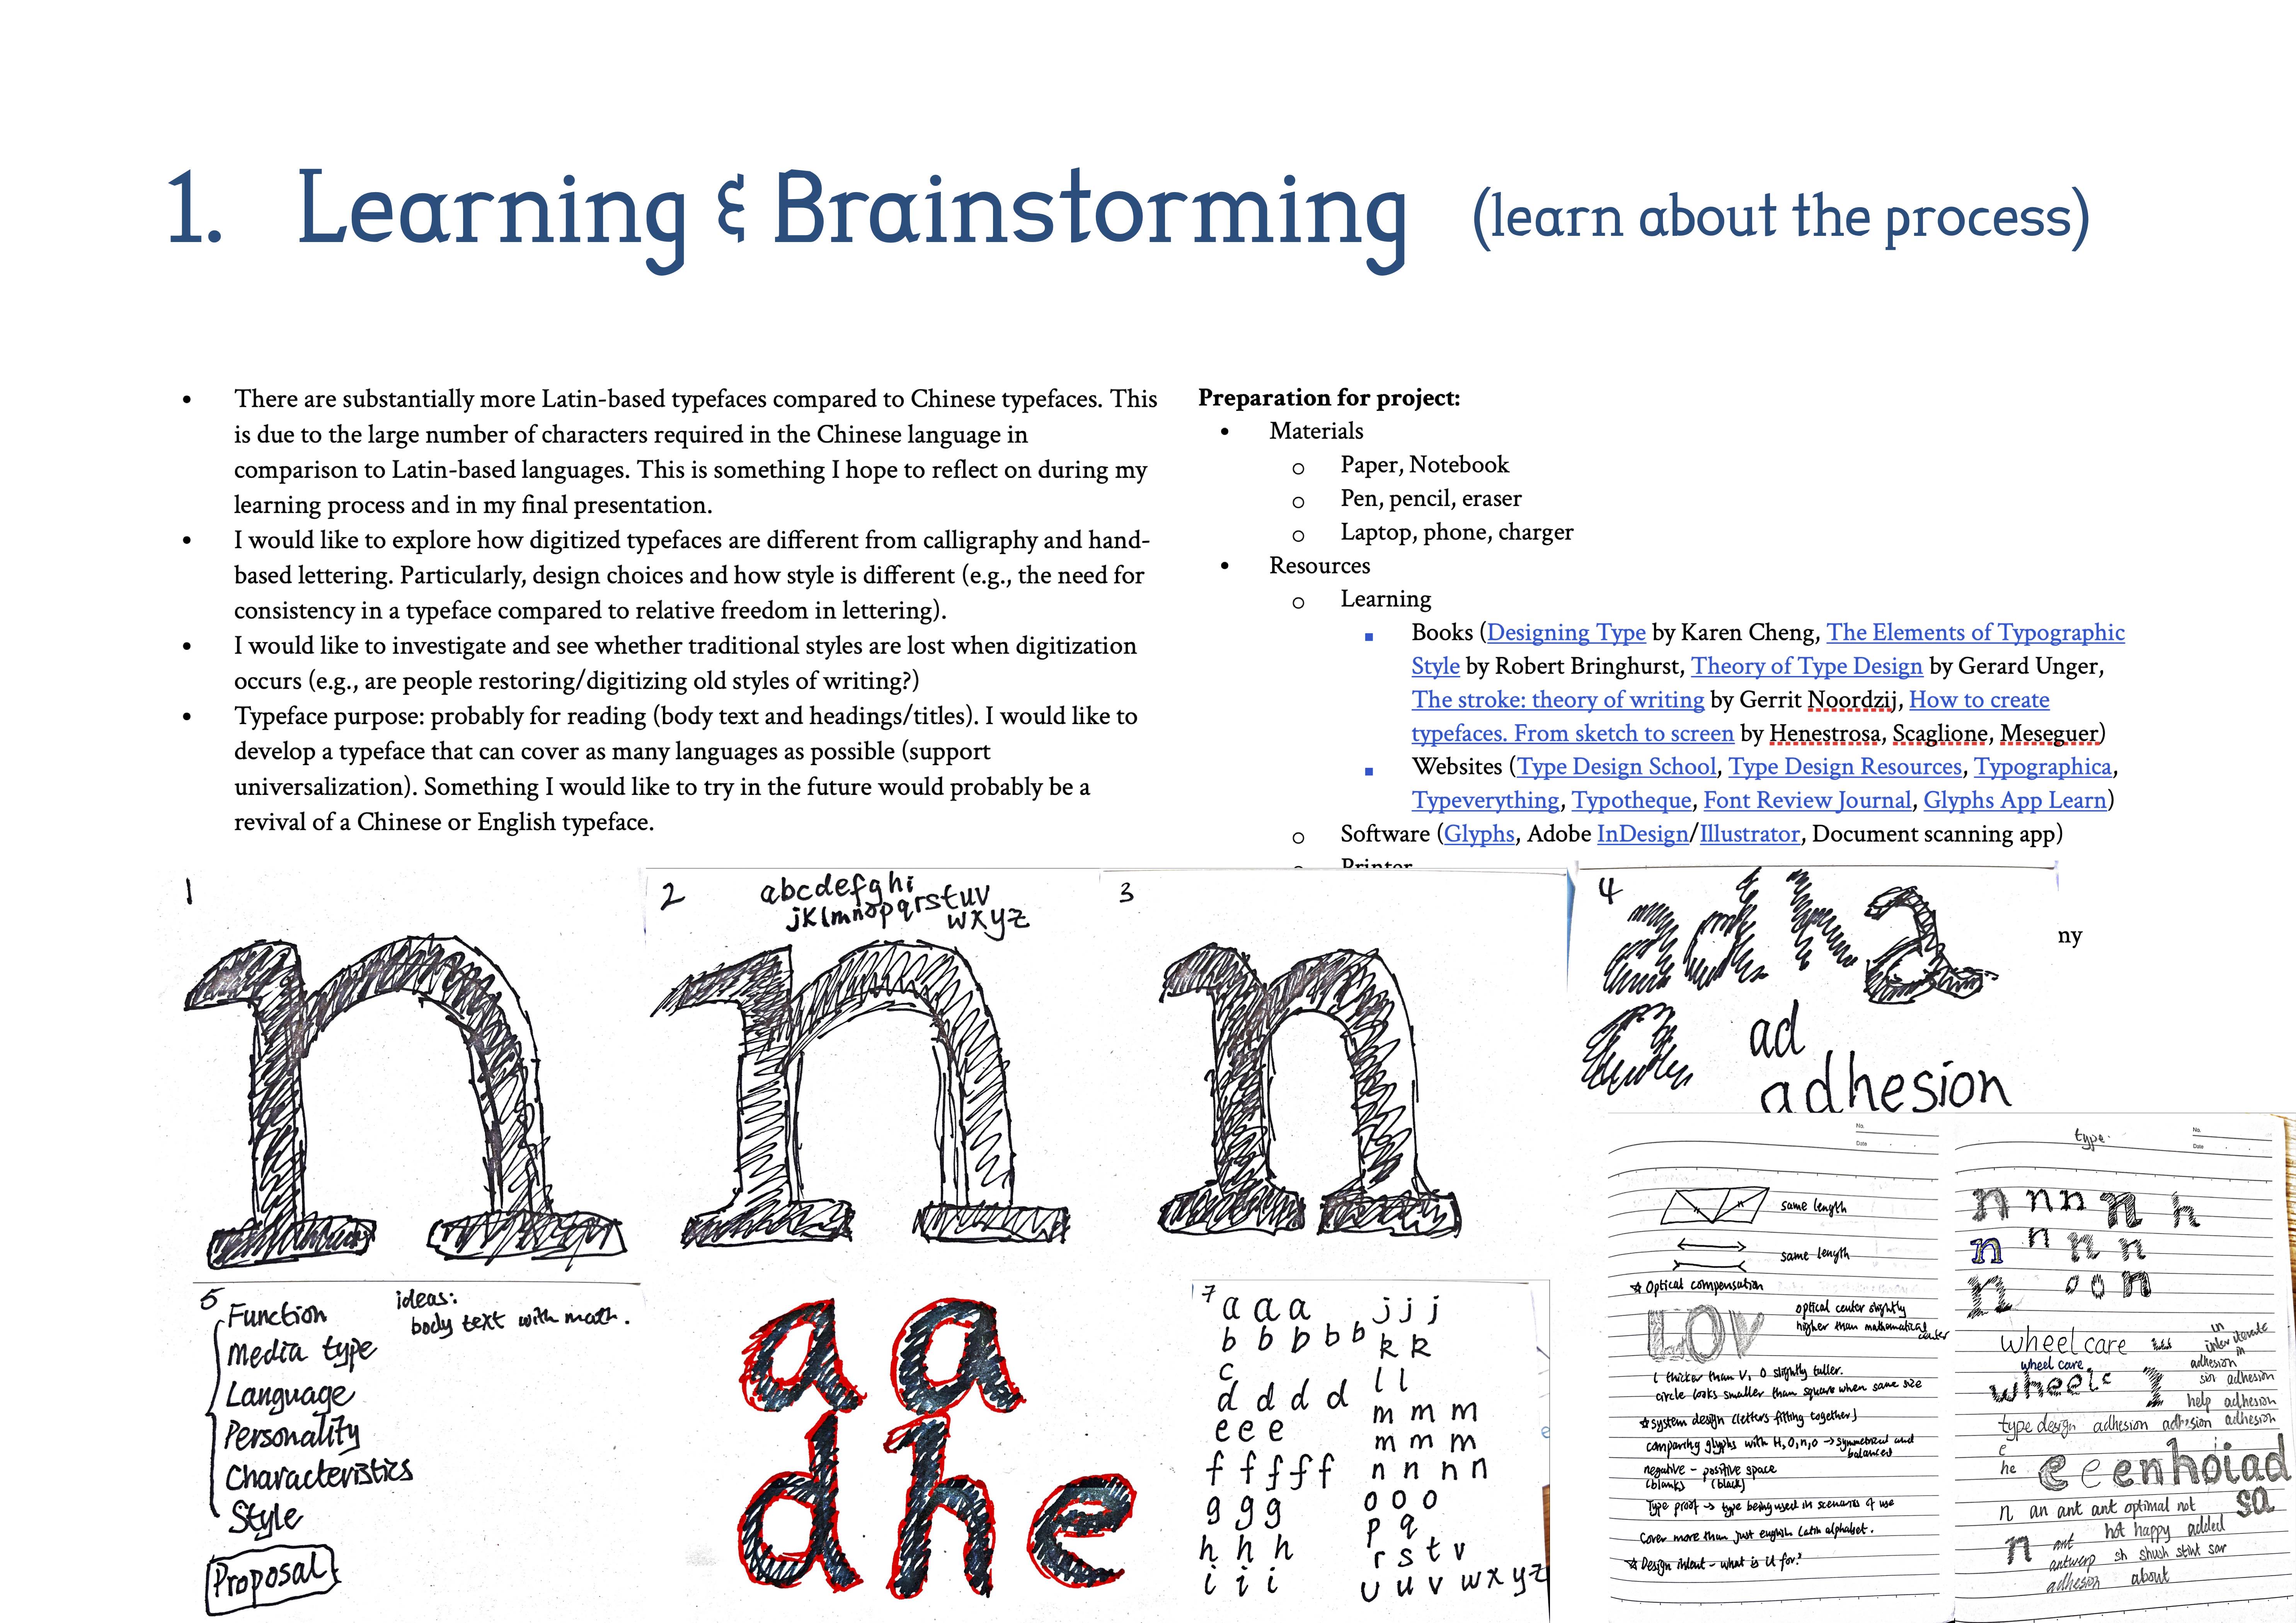 1. Learning & Brainstorming (learn about the process)
• There are substantially more Latin-based typefaces compared to Chinese typefaces. This
is due to the large number of characters required in the Chinese language in
comparison to Latin-based languages. This is something I hope to reflect on during my
learning process and in my final presentation.
• I would like to explore how digitized typefaces are different from calligraphy and hand-
based lettering. Particularly, design choices and how style is different (e.g., the need for
consistency in a typeface compared to relative freedom in lettering).
• I would like to investigate and see whether traditional styles are lost when digitization
occurs (e.g., are people restoring/digitizing old styles of writing?)
• Typeface purpose: probably for reading (body text and headings/titles). I would like to
develop a typeface that can cover as many languages as possible (support
universalization). Something I would like to try in the future would probably be a
revival of a Chinese or English typeface.
Preparation for project:
• Materials
o Paper, Notebook
o Pen, pencil, eraser
o Laptop, phone, charger
• Resources
o Learning
▪ Books (Designing Type by Karen Cheng, The Elements of Typographic
Style by Robert Bringhurst, Theory of Type Design by Gerard Unger,
The stroke: theory of writing by Gerrit Noordzij, How to create
typefaces. From sketch to screen by Henestrosa, Scaglione, Meseguer)
▪ Websites (Type Design School, Type Design Resources, Typographica,
Typeverything, Typotheque, Font Review Journal, Glyphs App Learn)
o Software (Glyphs, Adobe InDesign/Illustrator, Document scanning app)
o Printer
ny
1
n
2
abcdefghi
jklmnopqrstuv
wxyz
n
3
n
4
adha
a
ad
adhesion
5
Function
Media type
Language
Personality
Characteristics
Style
Proposal
ideas:
body text with math.
aa
dhe
7
a a a
b b b b b
c
d d d d
e e e
f f f f f
g g g
h h h
i i i
j j j
k k
l l
m m m
m m m
n n n n
o o o
p q
r s t v
u u v w x y z
No.
Date
same length
same length
☆ Optical compensation
LOV
optical center slightly
higher than mathematical
center
L thicker than V, O slightly taller.
circle looks smaller than square when same size
☆ system design (letters fitting together)
comparing glyphs with H, O, n, o → symmetrical and
balanced
negative - positive space
(blank) (black)
Type proof → type being used in scenarios of use
Cover more than just english Latin alphabet.
☆ Design intent - what is it for?
type
No.
Date
n n n n h
n n n n
n o o n
wheel care
wheel care
wheele
in
adhesion
adhesion
help adhesion
type design adhesion adhesion adhesion
e
he e e enhoiad
n an ant ant optimal not sa
hot happy added
n ant
antwerp sh shush stint sar
adhesion about